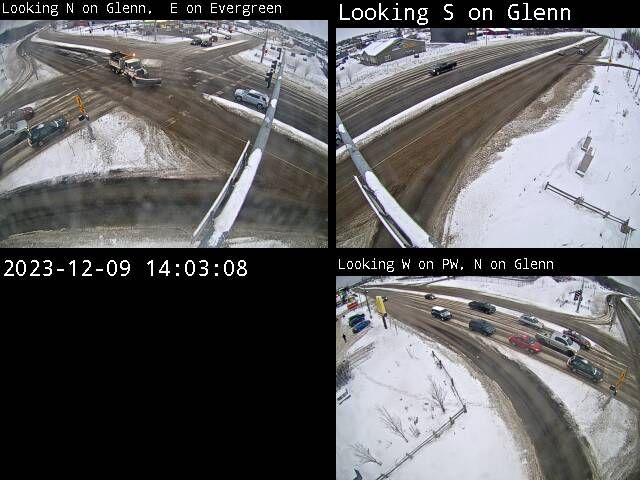 Looking N on Glenn,  E on Evergreen
Looking S on Glenn
2023-12-09 14:03:08
Looking W on PW, N on Glenn